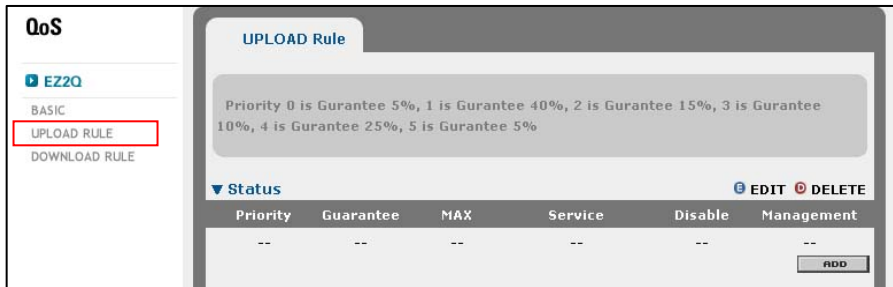 QoS
EZ2Q
BASIC
UPLOAD RULE
DOWNLOAD RULE
UPLOAD Rule
Priority 0 is Gurantee 5%, 1 is Gurantee 40%, 2 is Gurantee 15%, 3 is Gurantee
10%, 4 is Gurantee 25%, 5 is Gurantee 5%
▼ Status E EDIT D DELETE
Priority Guarantee MAX Service Disable Management
-- -- -- -- -- --
ADD